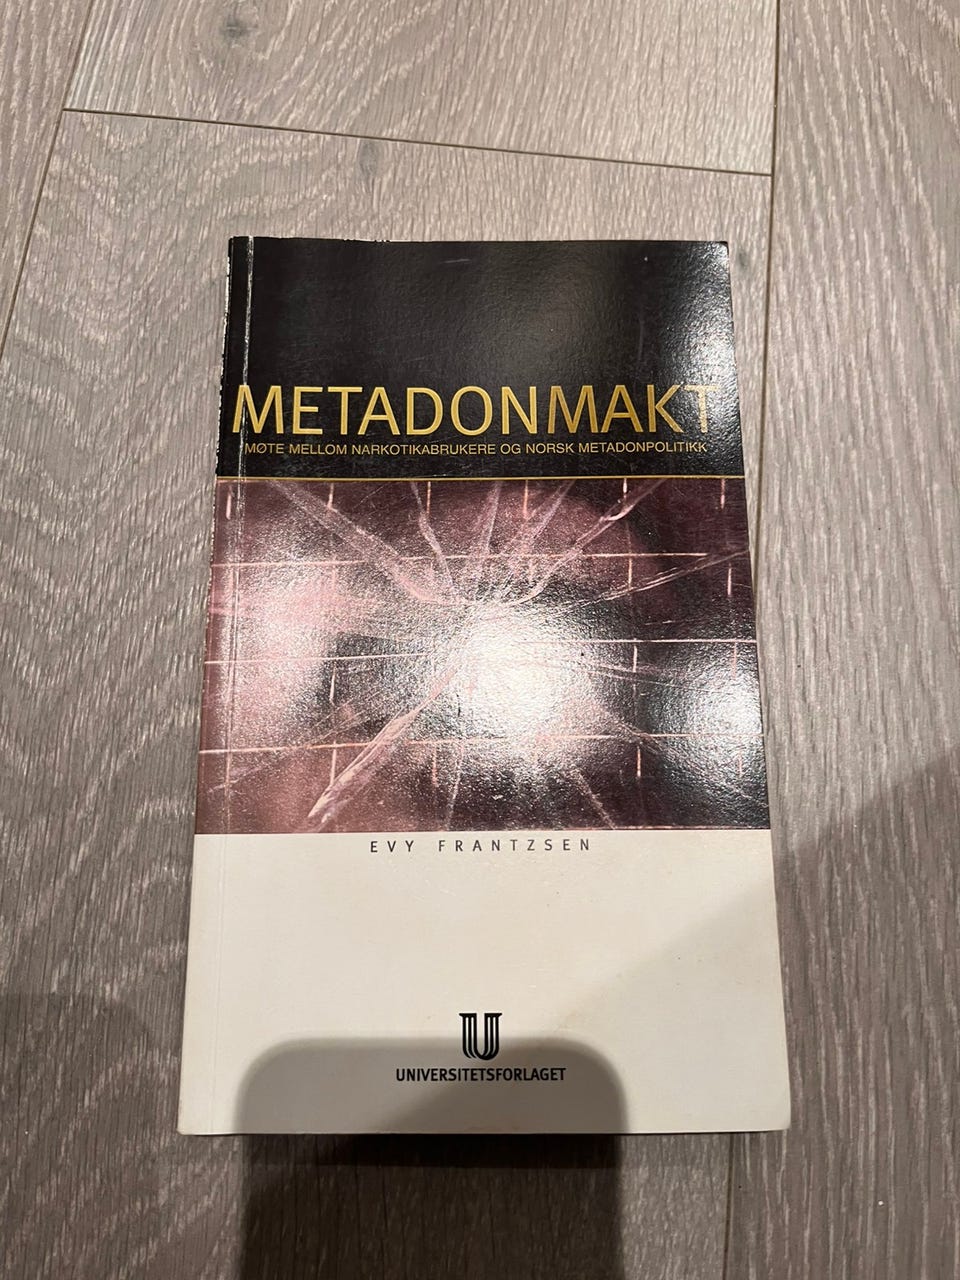 METADONMAKT
MØTE MELLOM NARKOTIKABRUKERE OG NORSK METADONPOLITIKK
EVY FRANTZSEN
U
UNIVERSITETSFORLAGET